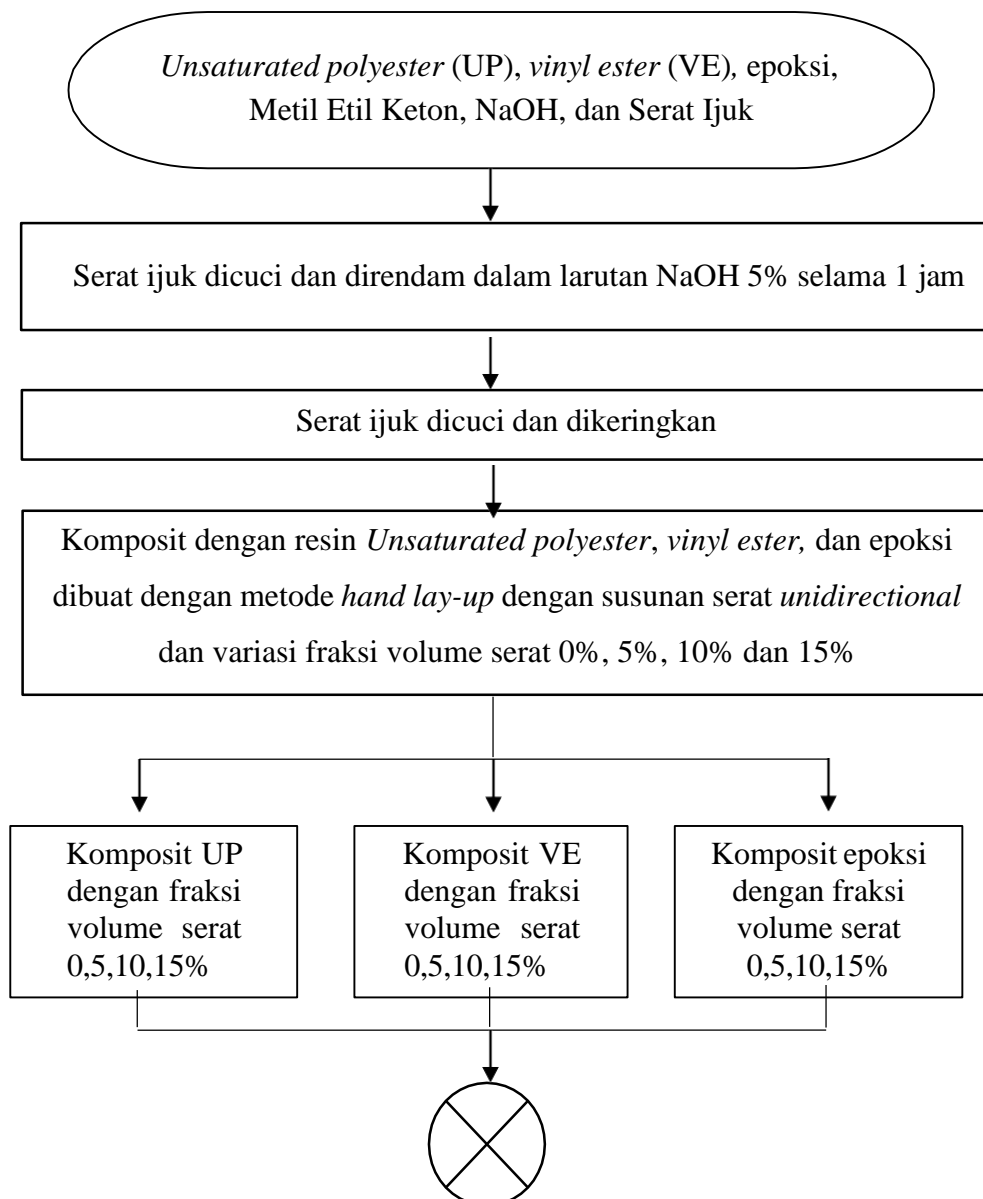 Unsaturated polyester (UP), vinyl ester (VE), epoksi,
Metil Etil Keton, NaOH, dan Serat Ijuk
Serat ijuk dicuci dan direndam dalam larutan NaOH 5% selama 1 jam
Serat ijuk dicuci dan dikeringkan
Komposit dengan resin Unsaturated polyester, vinyl ester, dan epoksi
dibuat dengan metode hand lay-up dengan susunan serat unidirectional
dan variasi fraksi volume serat 0%, 5%, 10% dan 15%
Komposit UP
dengan fraksi
volume serat
0,5,10,15%
Komposit VE
dengan fraksi
volume serat
0,5,10,15%
Komposit epoksi
dengan fraksi
volume serat
0,5,10,15%